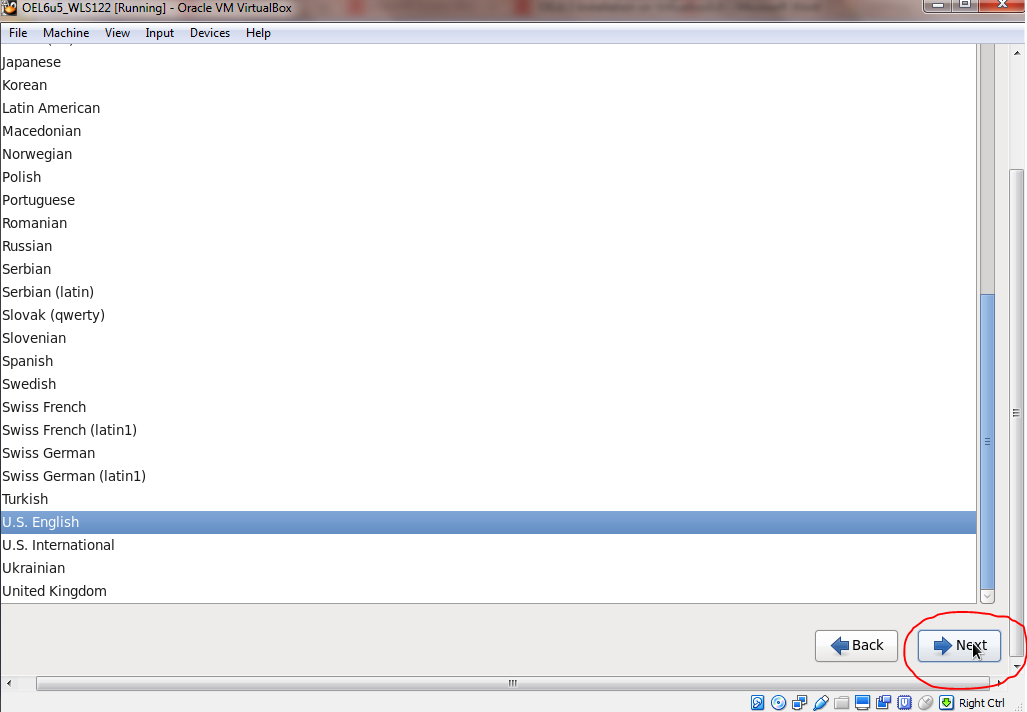 OEL6u5_WLS122 [Running] - Oracle VM VirtualBox
File Machine View Input Devices Help
Japanese
Korean
Latin American
Macedonian
Norwegian
Polish
Portuguese
Romanian
Russian
Serbian
Serbian (latin)
Slovak (qwerty)
Slovenian
Spanish
Swedish
Swiss French
Swiss French (latin1)
Swiss German
Swiss German (latin1)
Turkish
U.S. English
U.S. International
Ukrainian
United Kingdom
Back Next
Right Ctrl